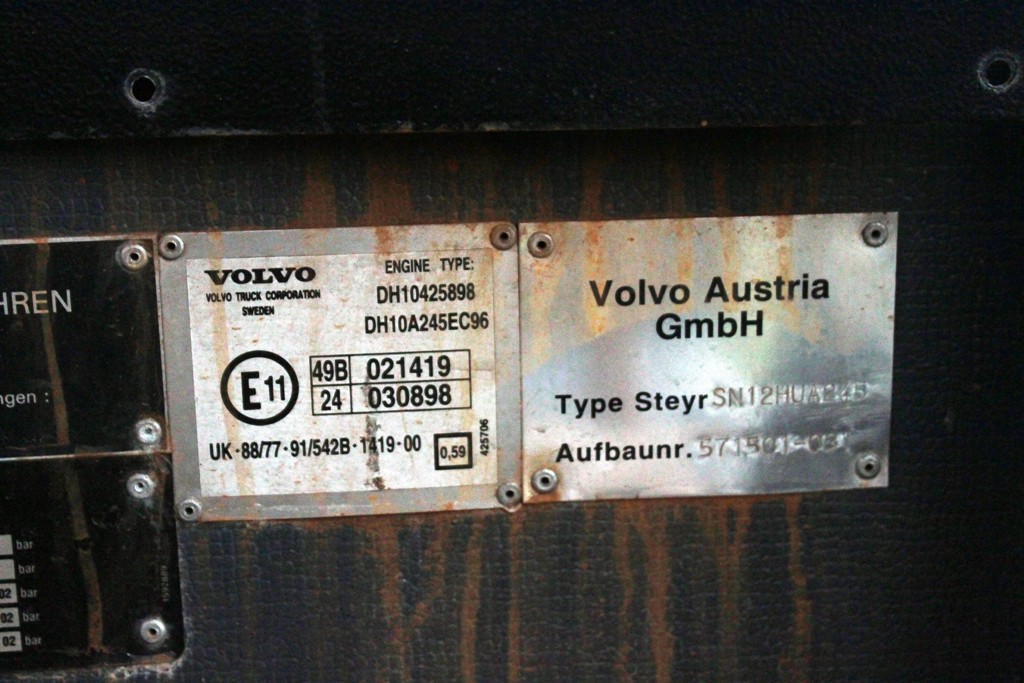 HREN
ngen :
bar
bar
02 bar
02 bar
02 bar
VOLVO
VOLVO TRUCK CORPORATION
SWEDEN
ENGINE TYPE:
DH10425898
DH10A245EC96
E11
49B 021419
24 030898
UK-88/77-91/542B-1419-00
0,59
425706
Volvo Austria
GmbH
Type Steyr SN12HUA245
Aufbaunr.